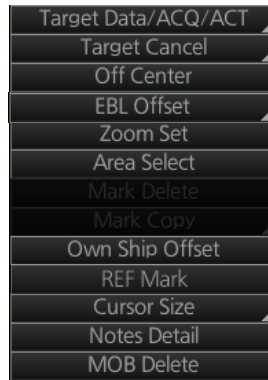 Target Data/ACQ/ACT
Target Cancel
Off Center
EBL Offset
Zoom Set
Area Select
Mark Delete
Mark Copy
Own Ship Offset
REF Mark
Cursor Size
Notes Detail
MOB Delete